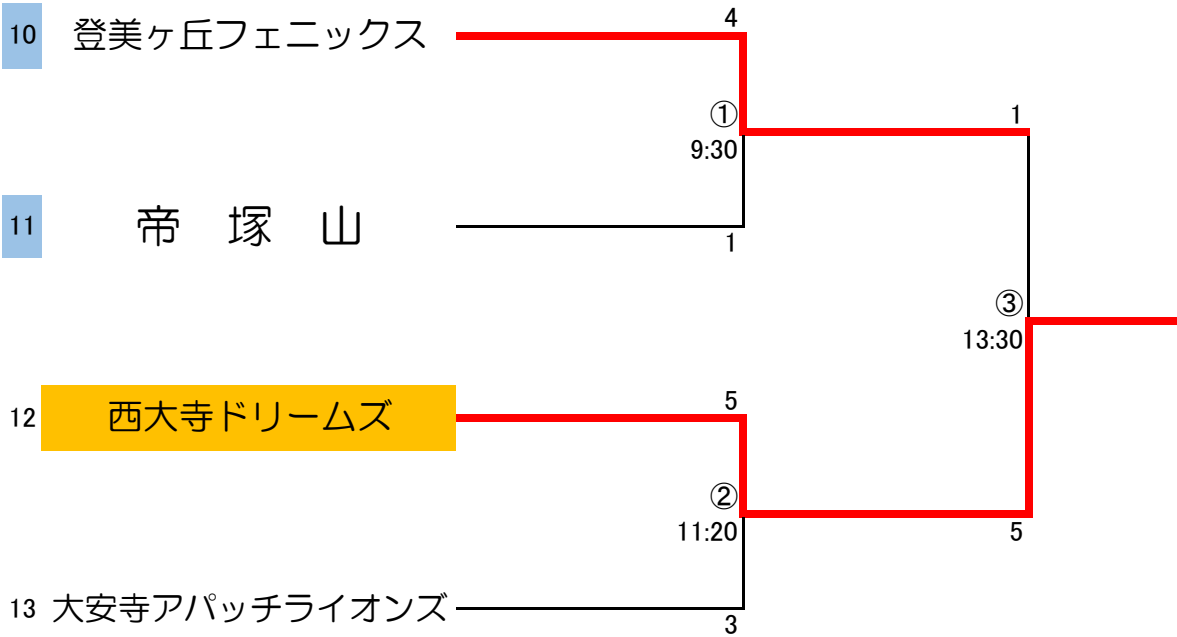 4
10 登美ヶ丘フェニックス
① 1
9:30
11 帝塚山
1
③
13:30
5
12 西大寺ドリームズ
②
11:20 5
13 大安寺アパッチライオンズ
3